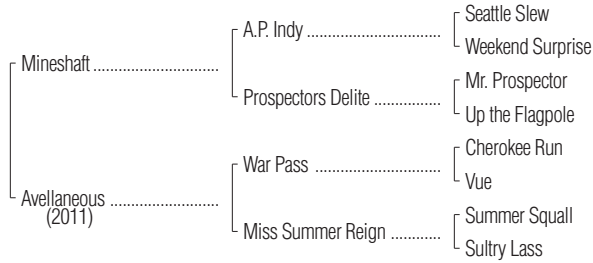 Seattle Slew
A.P. Indy ..............................
Weekend Surprise
Mineshaft ............................
Mr. Prospector
Prospectors Delite ...............
Up the Flagpole
Cherokee Run
War Pass ............................
Vue
Avellaneous ........................
(2011)
Summer Squall
Miss Summer Reign ...........
Sultry Lass